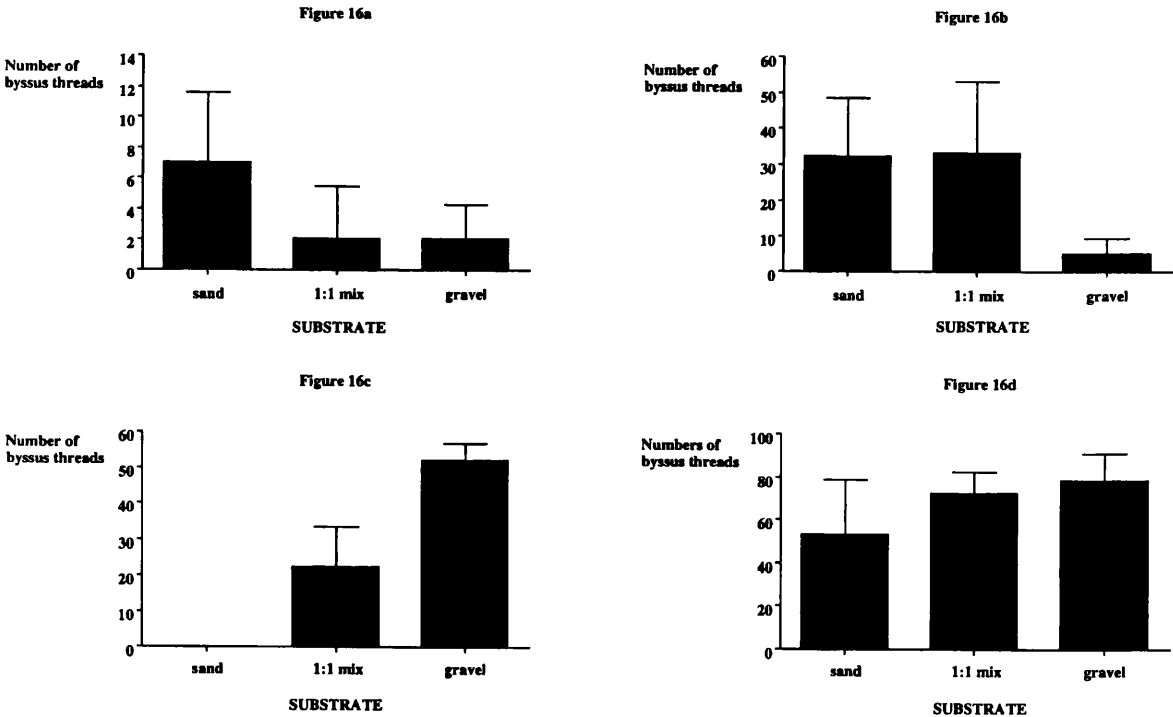 Figure 16a
Number of
byssus threads
14
12
10
8
6
4
2
0
sand 1:1 mix gravel
SUBSTRATE
Figure 16b
Number of
byssus threads
60
50
40
30
20
10
0
sand 1:1 mix gravel
SUBSTRATE
Figure 16c
Number of
byssus threads
60
50
40
30
20
10
0
sand 1:1 mix gravel
SUBSTRATE
Figure 16d
Numbers of
byssus threads
100
80
60
40
20
0
sand 1:1 mix gravel
SUBSTRATE